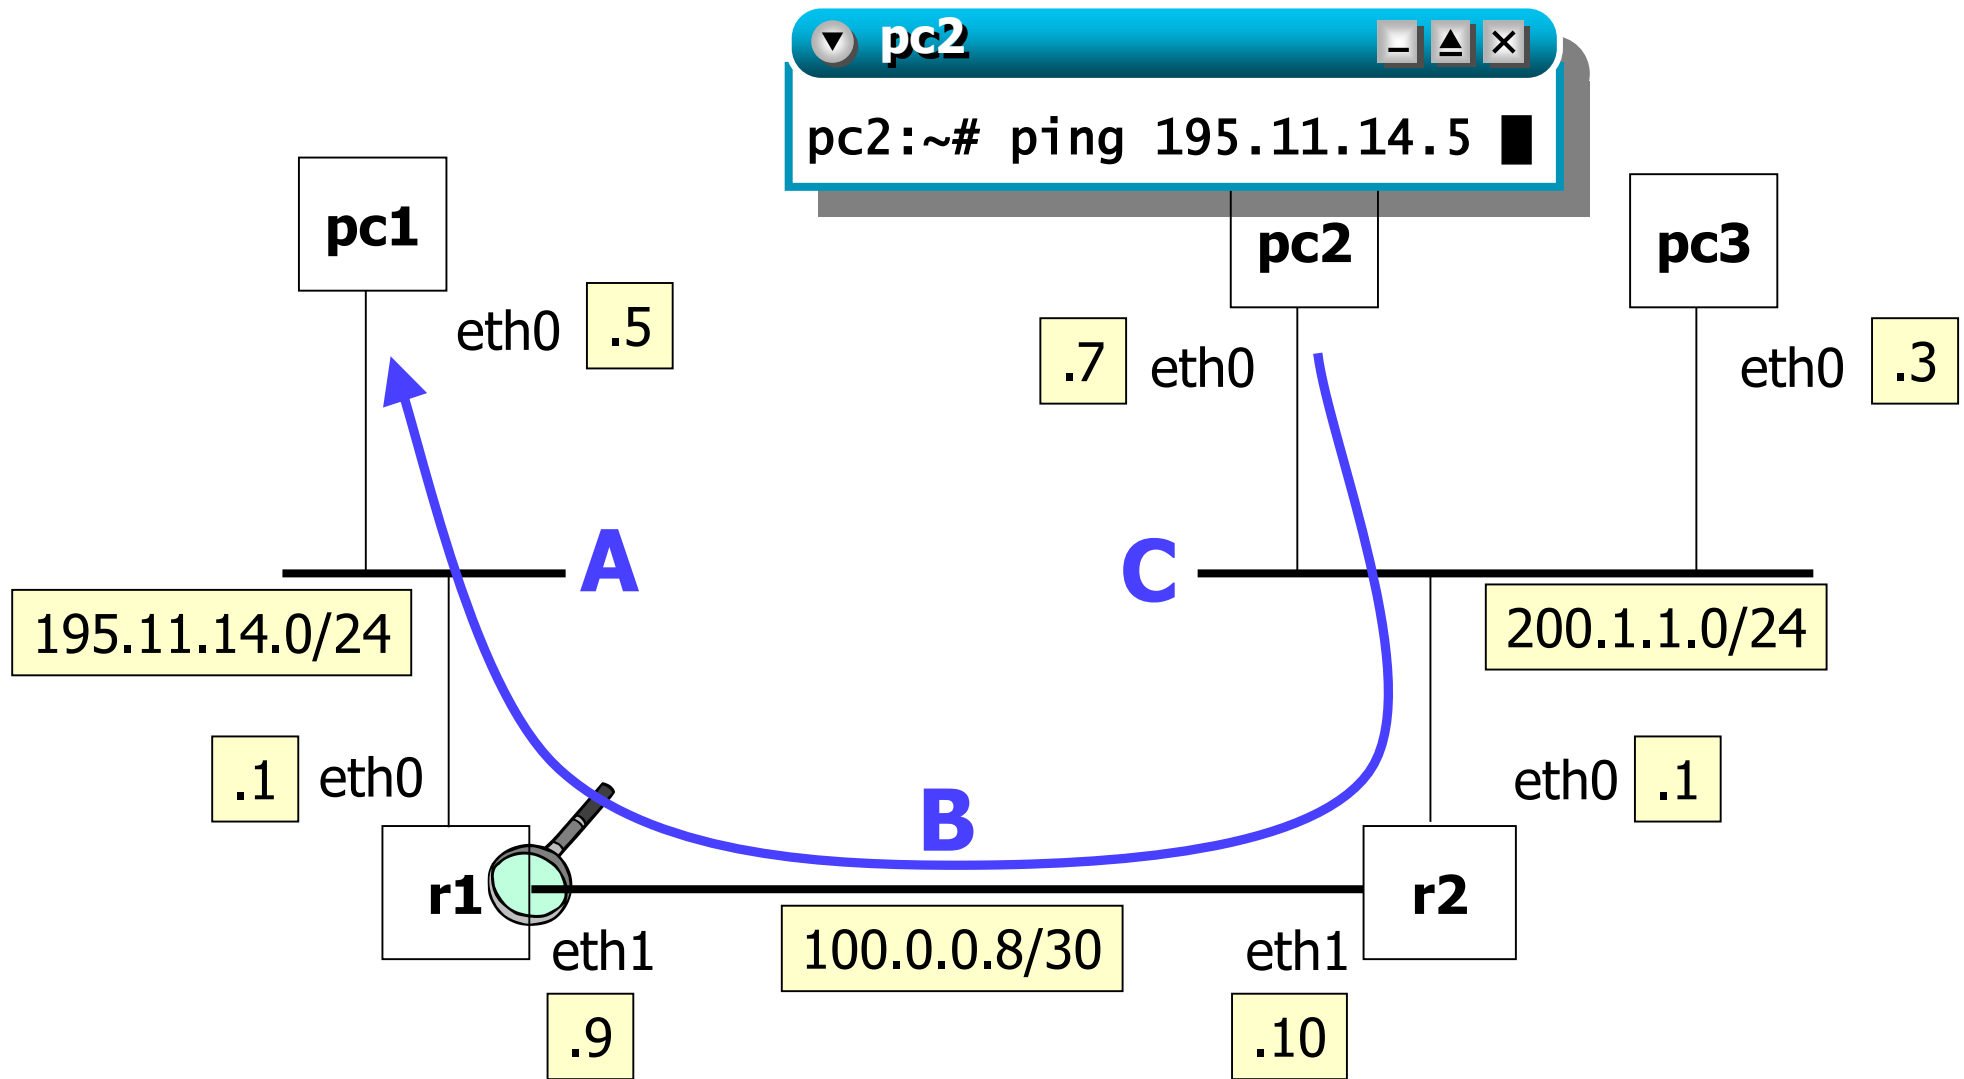 pc2
pc2:~# ping 195.11.14.5
pc1
pc2
pc3
eth0
.5
.7
eth0
eth0
.3
A
C
195.11.14.0/24
200.1.1.0/24
.1
eth0
B
eth0
.1
r1
r2
eth1
100.0.0.8/30
eth1
.9
.10